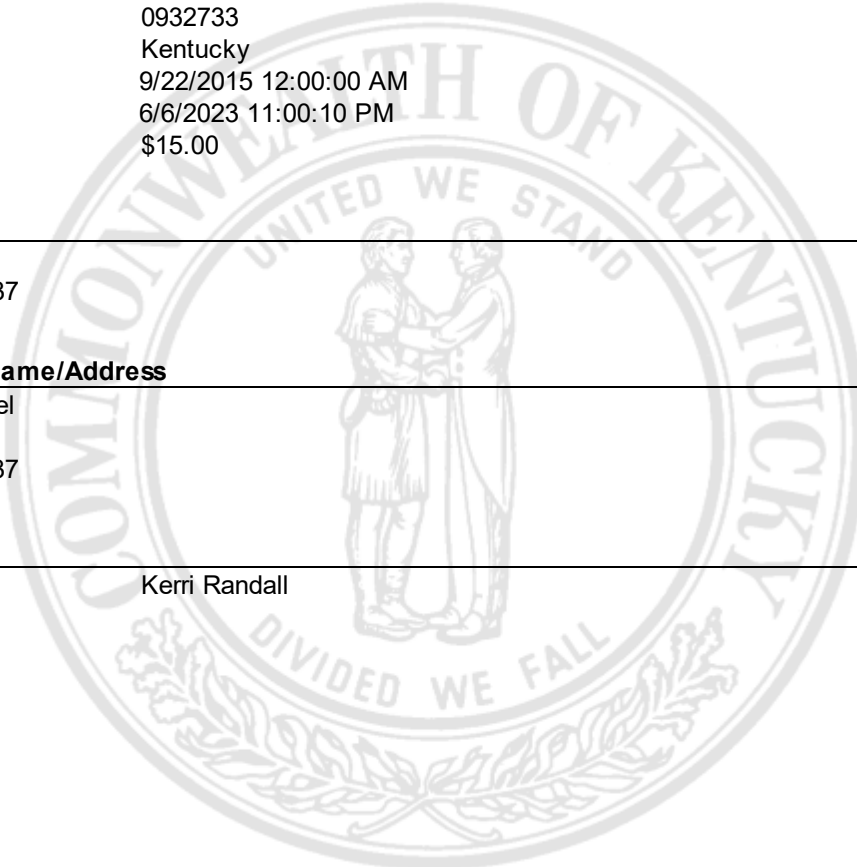 0932733
Kentucky
9/22/2015 12:00:00 AM
6/6/2023 11:00:10 PM
$15.00
COMMONWEALTH OF KENTUCKY
UNITED WE STAND
37
ame/Address
el
37
Kerri Randall
DIVIDED WE FALL